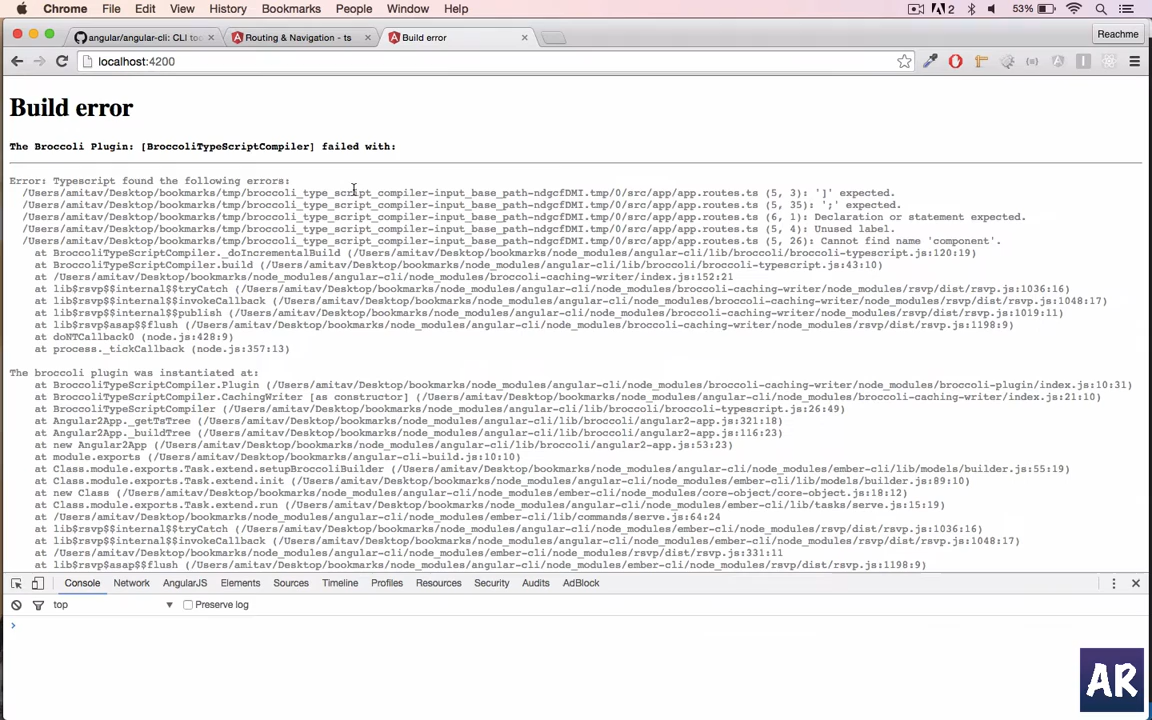 Chrome File Edit View History Bookmarks People Window Help 2 53%
angular/angular-cli: CLI too Routing & Navigation - ts Build error Reachme
localhost:4200
Build error
The Broccoli Plugin: [BroccoliTypeScriptCompiler] failed with:
Error: Typescript found the following errors:
/Users/amitav/Desktop/bookmarks/tmp/broccoli_type_script_compiler-input_base_path-ndgcfDMI.tmp/0/src/app/app.routes.ts (5, 3): ']' expected.
/Users/amitav/Desktop/bookmarks/tmp/broccoli_type_script_compiler-input_base_path-ndgcfDMI.tmp/0/src/app/app.routes.ts (5, 35): ';' expected.
/Users/amitav/Desktop/bookmarks/tmp/broccoli_type_script_compiler-input_base_path-ndgcfDMI.tmp/0/src/app/app.routes.ts (6, 1): Declaration or statement expected.
/Users/amitav/Desktop/bookmarks/tmp/broccoli_type_script_compiler-input_base_path-ndgcfDMI.tmp/0/src/app/app.routes.ts (5, 4): Unused label.
/Users/amitav/Desktop/bookmarks/tmp/broccoli_type_script_compiler-input_base_path-ndgcfDMI.tmp/0/src/app/app.routes.ts (5, 26): Cannot find name 'component'.
at BroccoliTypeScriptCompiler._doIncrementalBuild (/Users/amitav/Desktop/bookmarks/node_modules/angular-cli/lib/broccoli/broccoli-typescript.js:120:19)
at BroccoliTypeScriptCompiler.build (/Users/amitav/Desktop/bookmarks/node_modules/angular-cli/lib/broccoli/broccoli-typescript.js:43:10)
at /Users/amitav/Desktop/bookmarks/node_modules/angular-cli/node_modules/broccoli-caching-writer/index.js:152:21
at lib$rsvp$$internal$$tryCatch (/Users/amitav/Desktop/bookmarks/node_modules/angular-cli/node_modules/broccoli-caching-writer/node_modules/rsvp/dist/rsvp.js:1036:16)
at lib$rsvp$$internal$$invokeCallback (/Users/amitav/Desktop/bookmarks/node_modules/angular-cli/node_modules/broccoli-caching-writer/node_modules/rsvp/dist/rsvp.js:1048:17)
at lib$rsvp$$internal$$publish (/Users/amitav/Desktop/bookmarks/node_modules/angular-cli/node_modules/broccoli-caching-writer/node_modules/rsvp/dist/rsvp.js:1019:11)
at lib$rsvp$asap$$flush (/Users/amitav/Desktop/bookmarks/node_modules/angular-cli/node_modules/broccoli-caching-writer/node_modules/rsvp/dist/rsvp.js:1198:9)
at doNTCallback0 (node.js:428:9)
at process._tickCallback (node.js:357:13)
The broccoli plugin was instantiated at:
at BroccoliTypeScriptCompiler.Plugin (/Users/amitav/Desktop/bookmarks/node_modules/angular-cli/node_modules/broccoli-caching-writer/node_modules/broccoli-plugin/index.js:10:31)
at BroccoliTypeScriptCompiler.CachingWriter [as constructor] (/Users/amitav/Desktop/bookmarks/node_modules/angular-cli/node_modules/broccoli-caching-writer/index.js:21:10)
at BroccoliTypeScriptCompiler (/Users/amitav/Desktop/bookmarks/node_modules/angular-cli/lib/broccoli/broccoli-typescript.js:26:49)
at Angular2App._getTsTree (/Users/amitav/Desktop/bookmarks/node_modules/angular-cli/lib/broccoli/angular2-app.js:321:18)
at Angular2App._buildTree (/Users/amitav/Desktop/bookmarks/node_modules/angular-cli/lib/broccoli/angular2-app.js:116:23)
at new Angular2App (/Users/amitav/Desktop/bookmarks/node_modules/angular-cli/lib/broccoli/angular2-app.js:53:23)
at module.exports (/Users/amitav/Desktop/bookmarks/angular-cli-build.js:10:10)
at Class.module.exports.Task.extend.setupBroccoliBuilder (/Users/amitav/Desktop/bookmarks/node_modules/angular-cli/node_modules/ember-cli/lib/models/builder.js:55:19)
at Class.module.exports.Task.extend.init (/Users/amitav/Desktop/bookmarks/node_modules/angular-cli/node_modules/ember-cli/lib/models/builder.js:89:10)
at new Class (/Users/amitav/Desktop/bookmarks/node_modules/angular-cli/node_modules/ember-cli/node_modules/core-object/core-object.js:18:12)
at Class.module.exports.Task.extend.run (/Users/amitav/Desktop/bookmarks/node_modules/angular-cli/node_modules/ember-cli/lib/tasks/serve.js:15:19)
at /Users/amitav/Desktop/bookmarks/node_modules/angular-cli/node_modules/ember-cli/lib/commands/serve.js:64:24
at lib$rsvp$$internal$$tryCatch (/Users/amitav/Desktop/bookmarks/node_modules/angular-cli/node_modules/ember-cli/node_modules/rsvp/dist/rsvp.js:1036:16)
at lib$rsvp$$internal$$invokeCallback (/Users/amitav/Desktop/bookmarks/node_modules/angular-cli/node_modules/ember-cli/node_modules/rsvp/dist/rsvp.js:1048:17)
at /Users/amitav/Desktop/bookmarks/node_modules/angular-cli/node_modules/ember-cli/node_modules/rsvp/dist/rsvp.js:331:11
at lib$rsvp$asap$$flush (/Users/amitav/Desktop/bookmarks/node_modules/angular-cli/node_modules/ember-cli/node_modules/rsvp/dist/rsvp.js:1198:9)
Console Network AngularJS Elements Sources Timeline Profiles Resources Security Audits AdBlock
top Preserve log
AR